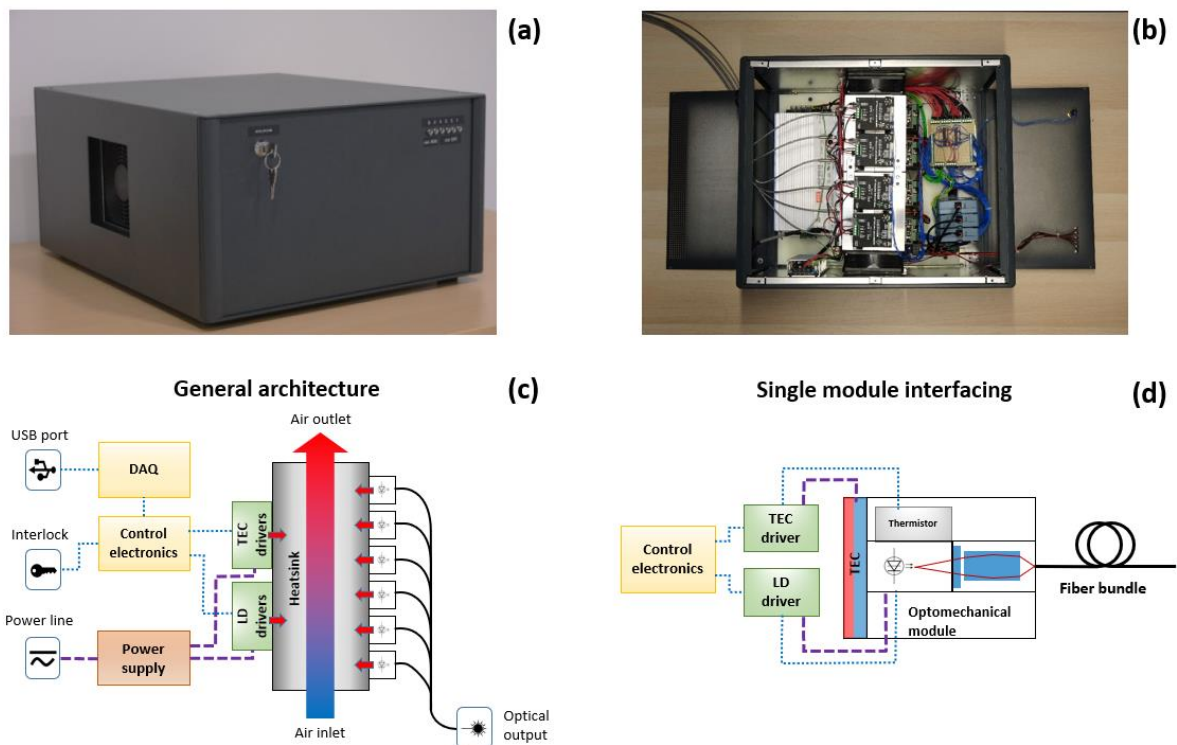 (a)
(b)
General architecture
(c)
Air outlet
USB port
DAQ
Interlock
Control
electronics
TEC
drivers
Heatsink
LD
drivers
Power line
Power
supply
Air inlet
Optical
output
Single module interfacing
(d)
Control
electronics
TEC
driver
LD
driver
TEC
Thermistor
Optomechanical
module
Fiber bundle